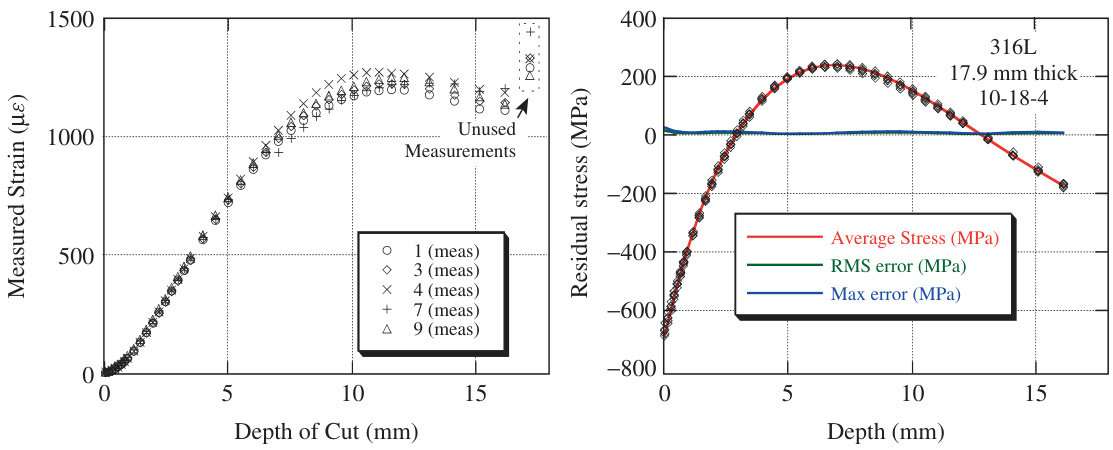 1500
1000
500
0
0
5
10
15
Measured Strain (µε)
Depth of Cut (mm)
Unused
Measurements
1 (meas)
3 (meas)
4 (meas)
7 (meas)
9 (meas)
400
200
0
−200
−400
−600
−800
0
5
10
15
Residual stress (MPa)
Depth (mm)
316L
17.9 mm thick
10-18-4
Average Stress (MPa)
RMS error (MPa)
Max error (MPa)